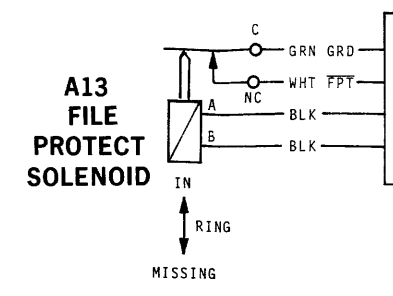 C
GRN GRD
WHT FPT
NC
A13
FILE
PROTECT
SOLENOID
A
BLK
B
BLK
IN
RING
MISSING